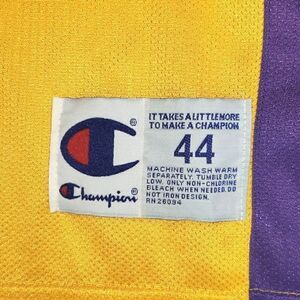 IT TAKES A LITTLE MORE
TO MAKE A CHAMPION
44
MACHINE WASH WARM
SEPARATELY. TUMBLE DRY
LOW. ONLY NON-CHLORINE
BLEACH WHEN NEEDED. DO
NOT IRON DESIGN.
RN 26094
Champion